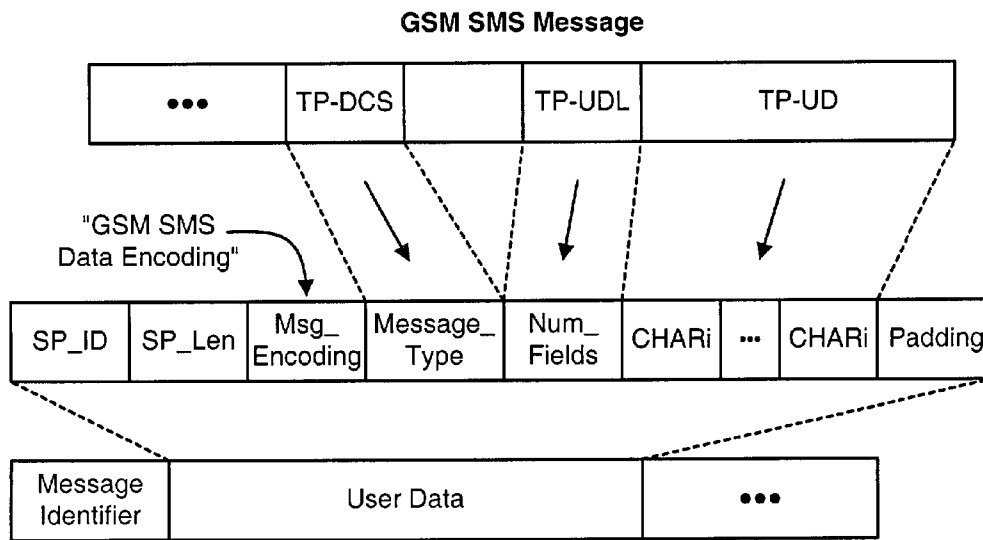 GSM SMS Message
••• TP-DCS TP-UDL TP-UD
"GSM SMS
Data Encoding"
SP_ID SP_Len Msg_ Encoding Message_ Type Num_ Fields CHARi ••• CHARi Padding
Message Identifier User Data •••